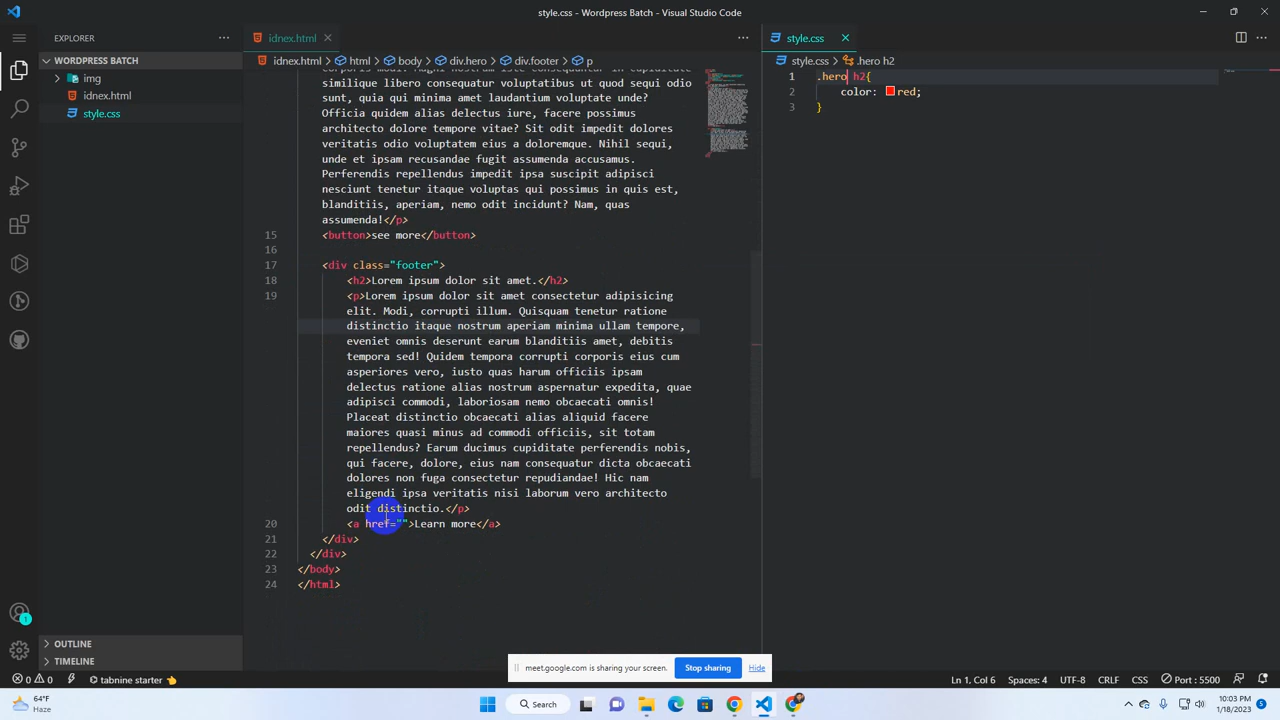 style.css - Wordpress Batch - Visual Studio Code
EXPLORER
WORDPRESS BATCH
img
idnex.html
style.css
OUTLINE
TIMELINE
idnex.html
idnex.html > html > body > div.hero > div.footer > p
corporis modi. Magni nostrum iste consequuntur in cupiditate
similique libero consequatur voluptatibus ut quod sequi odio
sunt, quia qui minima amet laudantium voluptate unde?
Officia quidem alias delectus iure, facere possimus
architecto dolore tempore vitae? Sit odit impedit dolores
veritatis odio voluptatem eius a doloremque. Nihil sequi,
unde et ipsam recusandae fugit assumenda accusamus.
Perferendis repellendus impedit ipsa suscipit adipisci
nesciunt tenetur itaque voluptas qui possimus in quis est,
blanditiis, aperiam, nemo odit incidunt? Nam, quas
assumenda!</p>
15 <button>see more</button>
16
17 <div class="footer">
18 <h2>Lorem ipsum dolor sit amet.</h2>
19 <p>Lorem ipsum dolor sit amet consectetur adipisicing
elit. Modi, corrupti illum. Quisquam tenetur ratione
distinctio itaque nostrum aperiam minima ullam tempore,
eveniet omnis deserunt earum blanditiis amet, debitis
tempora sed! Quidem tempora corrupti corporis eius cum
asperiores vero, iusto quas harum officiis ipsam
delectus ratione alias nostrum aspernatur expedita, quae
adipisci commodi, laboriosam nemo obcaecati omnis!
Placeat distinctio obcaecati alias aliquid facere
maiores quasi minus ad commodi officiis, sit totam
repellendus? Earum ducimus cupiditate perferendis nobis,
qui facere, dolore, eius nam consequatur dicta obcaecati
dolores non fuga consectetur repudiandae! Hic nam
eligendi ipsa veritatis nisi laborum vero architecto
odit distinctio.</p>
20 <a href="">Learn more</a>
21 </div>
22 </div>
23 </body>
24 </html>
style.css
style.css > .hero h2
1 .hero h2{
2 color: red;
3 }
meet.google.com is sharing your screen. Stop sharing Hide
0 0 tabnine starter
Ln 1, Col 6 Spaces: 4 UTF-8 CRLF CSS Port : 5500
1
64°F
Haze
Search
10:03 PM
1/18/2023